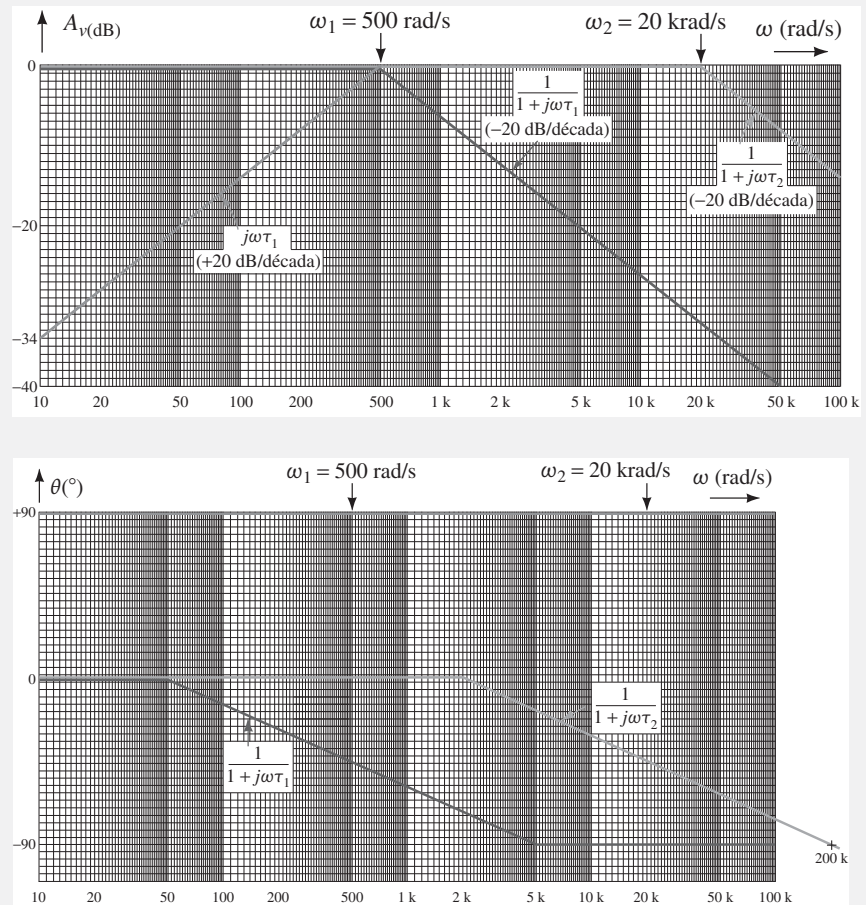 A_v(dB)
ω₁ = 500 rad/s
ω₂ = 20 krad/s
ω (rad/s)
0
−20
−34
−40
1
1 + jωτ₁
(−20 dB/década)
1
1 + jωτ₂
(−20 dB/década)
jωτ₁
(+20 dB/década)
10 20 50 100 200 500 1 k 2 k 5 k 10 k 20 k 50 k 100 k
θ(°)
ω₁ = 500 rad/s
ω₂ = 20 krad/s
ω (rad/s)
+90
0
−90
1
1 + jωτ₂
1
1 + jωτ₁
200 k
10 20 50 100 200 500 1 k 2 k 5 k 10 k 20 k 50 k 100 k